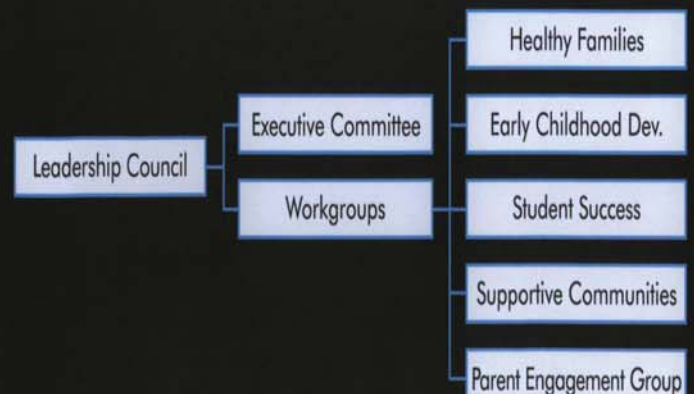 Leadership Council
Executive Committee
Workgroups
Healthy Families
Early Childhood Dev.
Student Success
Supportive Communities
Parent Engagement Group